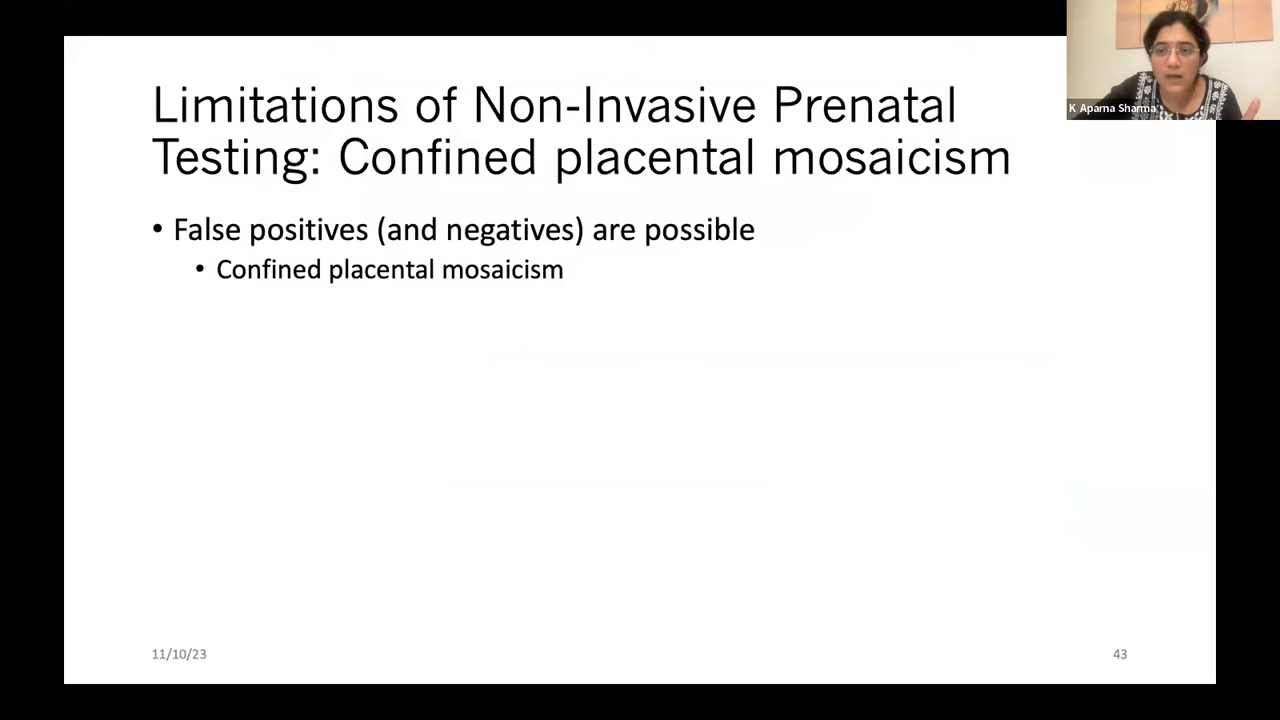 Limitations of Non-Invasive Prenatal
Testing: Confined placental mosaicism
• False positives (and negatives) are possible
• Confined placental mosaicism
K Aparna Sharma
11/10/23
43